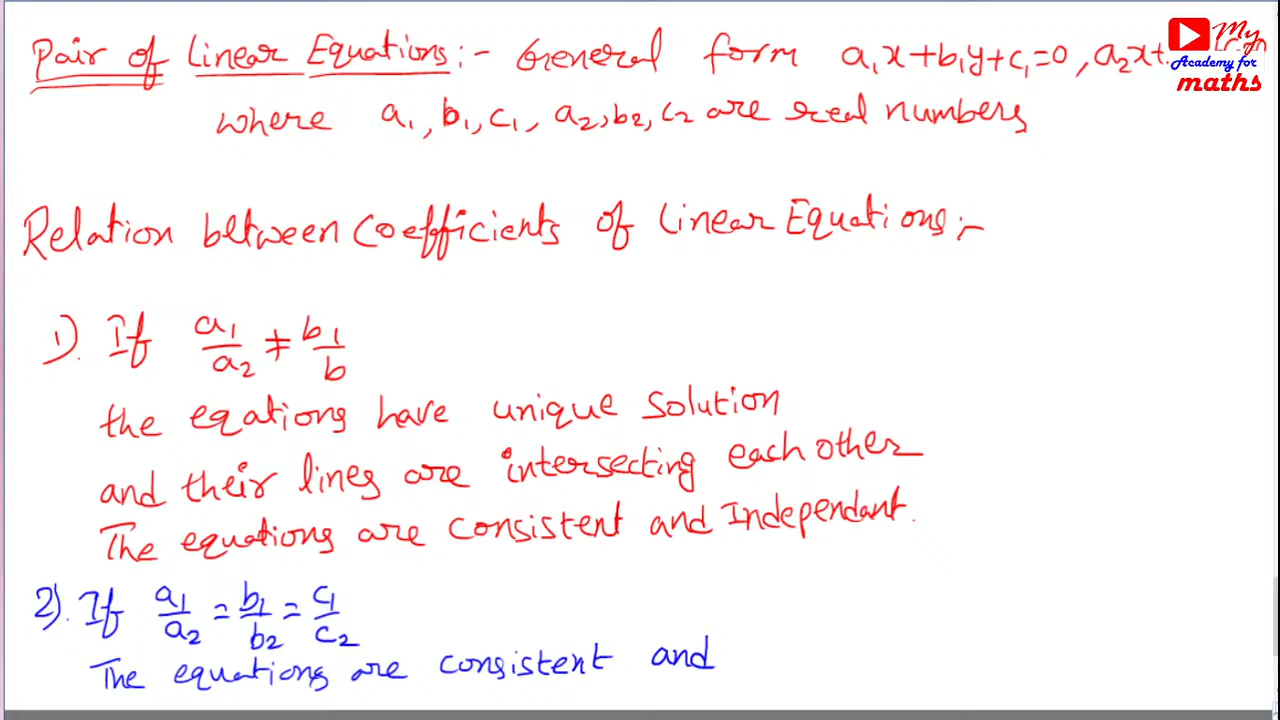 Pair of Linear Equations:- General form a₁x+b₁y+c₁=0, a₂x+
My
Academy for
maths
where a₁, b₁, c₁, a₂, b₂, c₂ are real numbers
Relation between Coefficients of Linear Equations:-
1). If a₁/a₂ ≠ b₁/b
the eqations have unique solution
and their lines are intersecting each other
The equations are consistent and Independant.
2). If a₁/a₂ = b₁/b₂ = c₁/c₂
The equations are consistent and